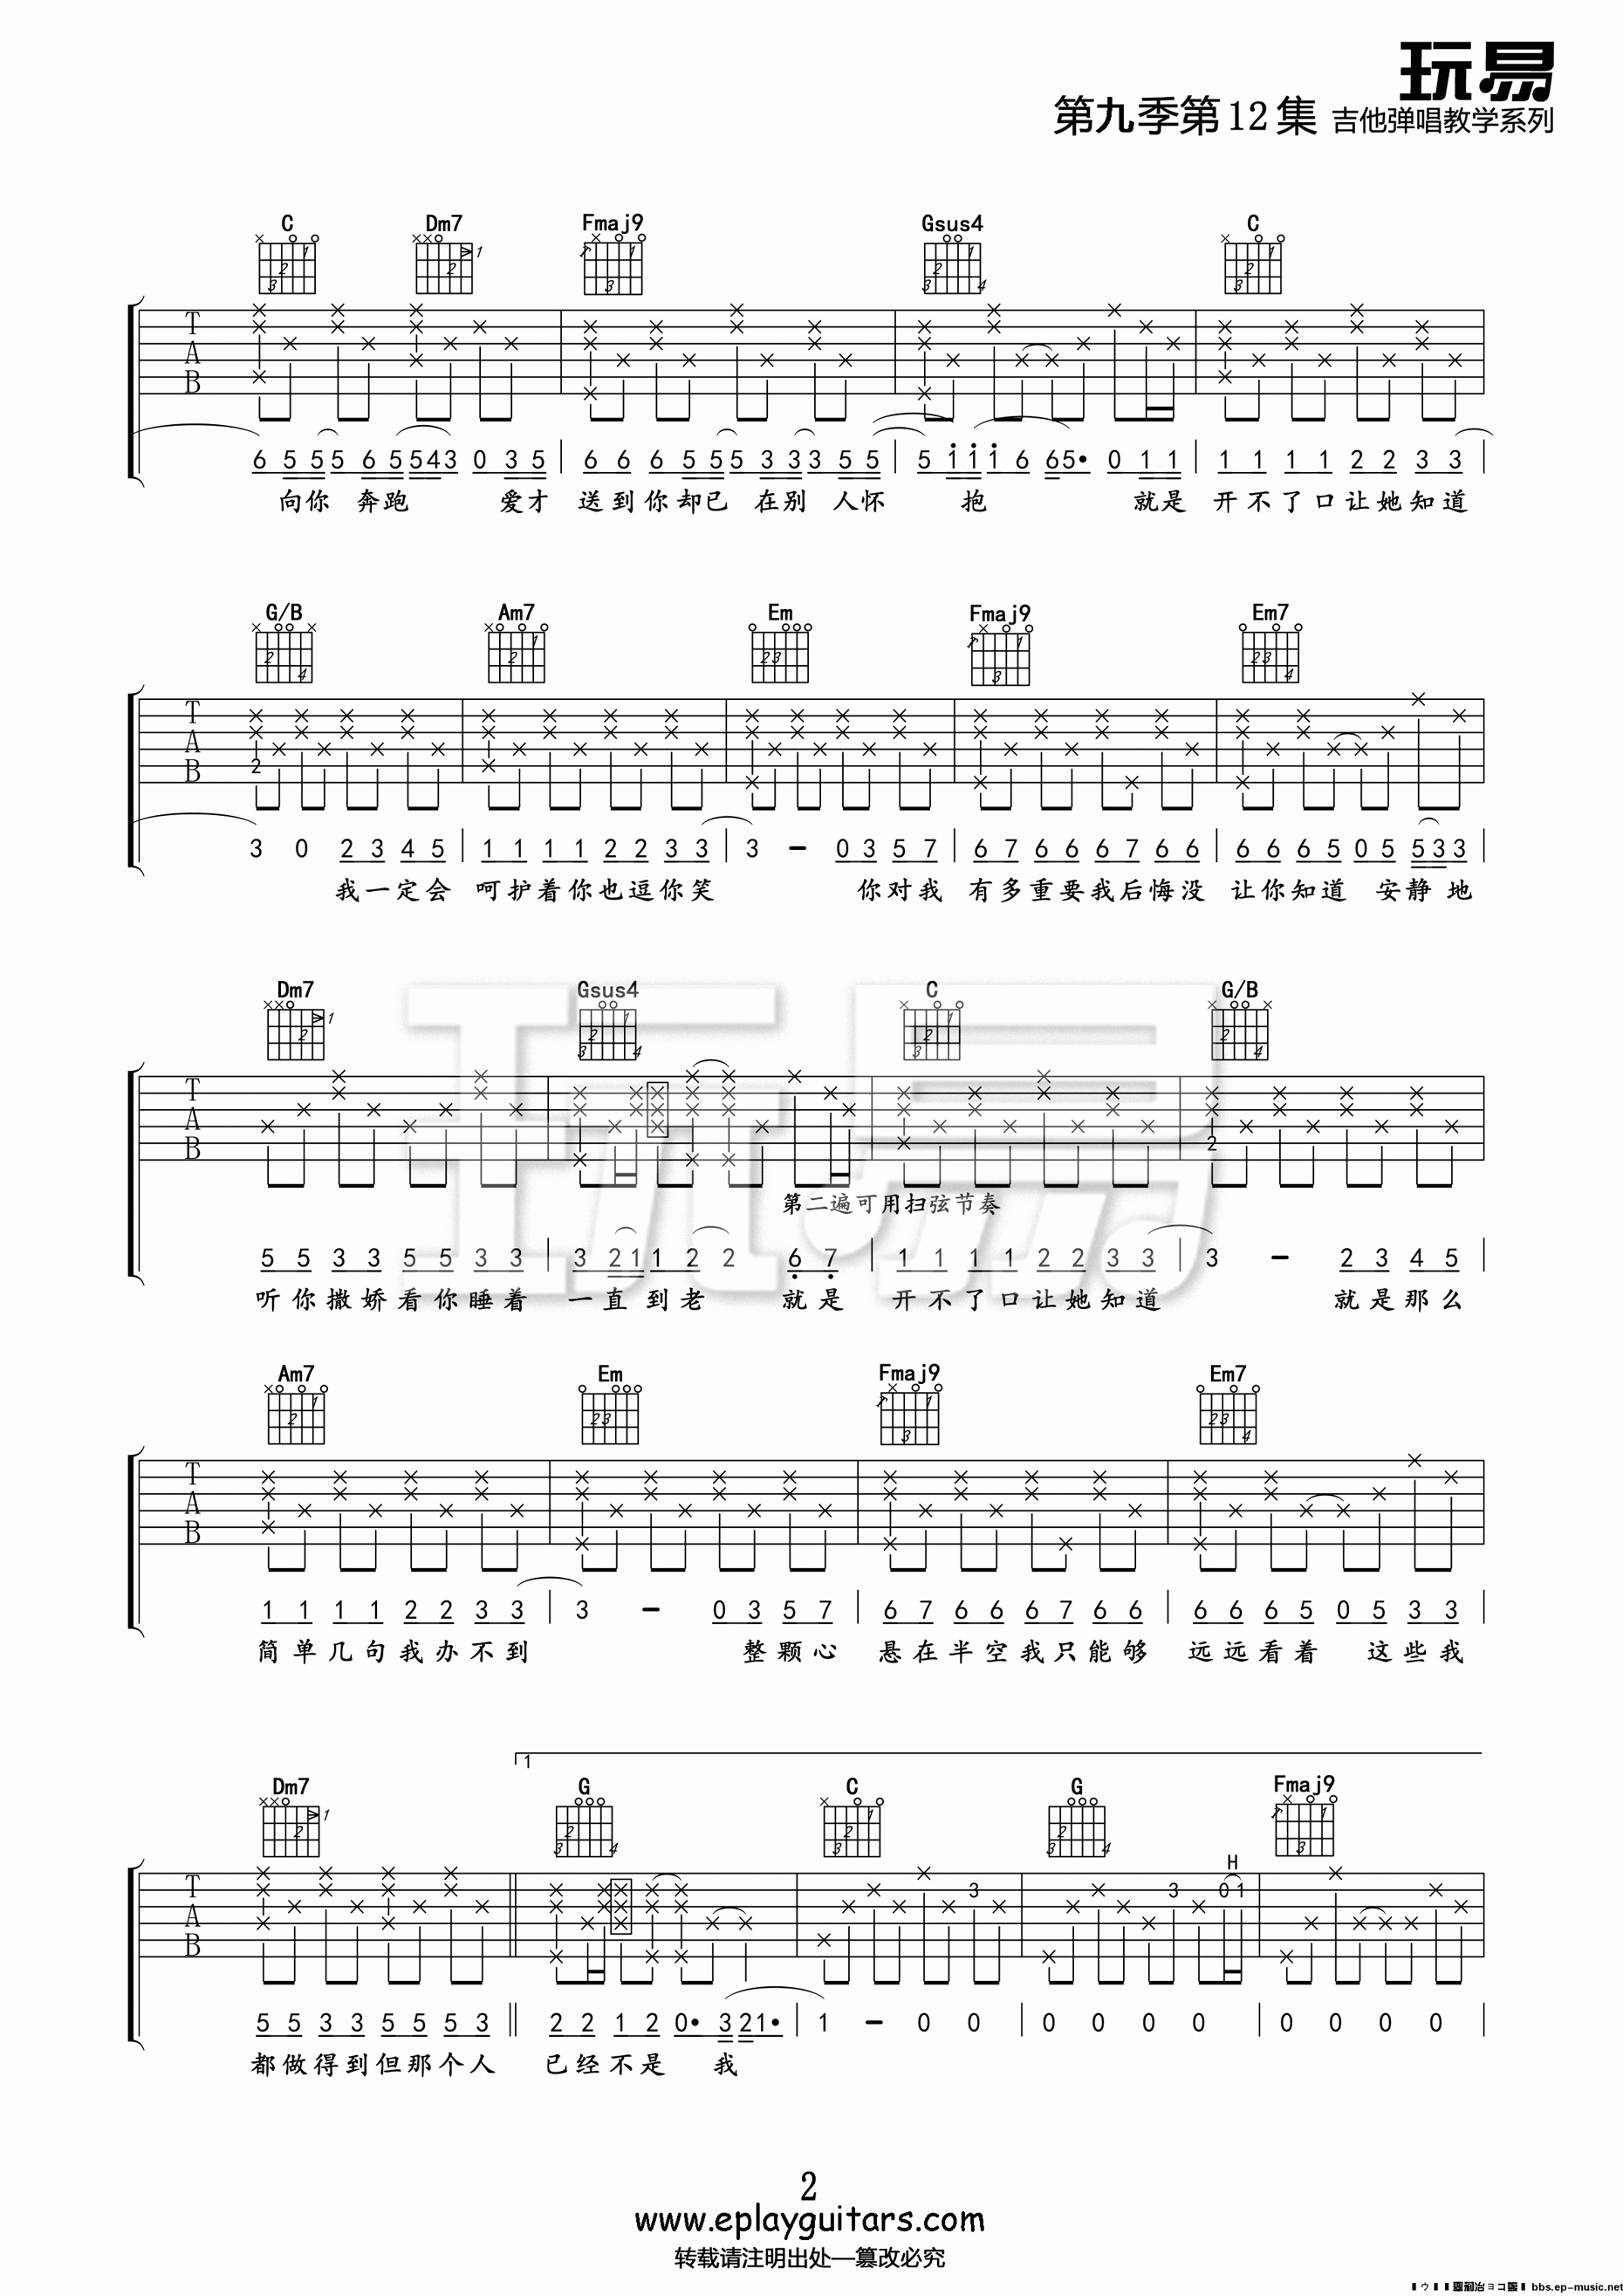 玩易
第九季第12集 吉他弹唱教学系列
C Dm7 Fmaj9 Gsus4 C
6 5 5 5 6 5 5 4 3 0 3 5 | 6 6 6 5 5 5 3 3 3 5 5 | 5 1 1 1 6 6 5• 0 1 1 | 1 1 1 1 2 2 3 3 |
向你 奔跑 爱才 送到你却已 在别 人怀 抱 就是 开不了口让她知道
G/B Am7 Em Fmaj9 Em7
3 0 2 3 4 5 | 1 1 1 1 2 2 3 3 | 3 - 0 3 5 7 | 6 7 6 6 6 7 6 6 | 6 6 6 5 0 5 5 3 3 |
我一定会 呵护着你也逗你笑 你对我 有多重要我后悔没 让你知道 安静 地
Dm7 Gsus4 C G/B
第二遍可用扫弦节奏
5 5 3 3 5 5 3 3 | 3 2 1 1 2 2 6 7 | 1 1 1 1 2 2 3 3 | 3 - 2 3 4 5 |
听你撒娇看你睡着 一直 到老 就是 开不了口让她知道 就是那么
Am7 Em Fmaj9 Em7
1 1 1 1 2 2 3 3 | 3 - 0 3 5 7 | 6 7 6 6 6 7 6 6 | 6 6 6 5 0 5 3 3 |
简单几句我办不到 整颗心 悬在半空我只能够 远远看着 这些我
1
Dm7 G C G Fmaj9
H
5 5 3 3 5 5 5 3 || 2 2 1 2 0• 3 2 1• | 1 - 0 0 | 0 0 0 0 | 0 0 0 0 |
都做得到但那个人 已经不是 我
2
www.eplayguitars.com
转载请注明出处—篡改必究
bbs.ep-music.net